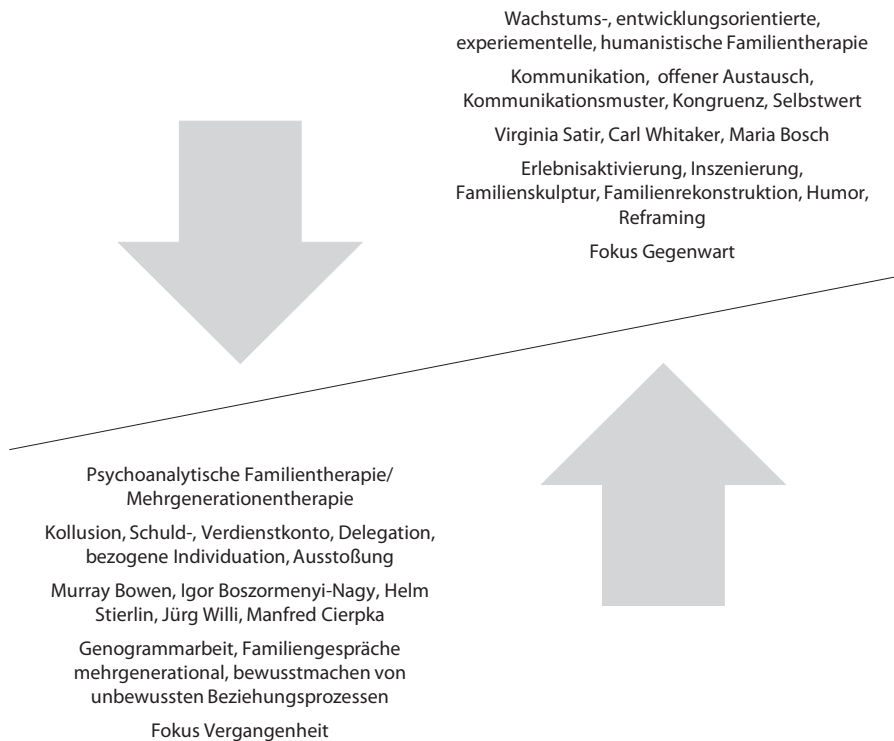 Wachstums-, entwicklungsorientierte,
experiementelle, humanistische Familientherapie
Kommunikation, offener Austausch,
Kommunikationsmuster, Kongruenz, Selbstwert
Virginia Satir, Carl Whitaker, Maria Bosch
Erlebnisaktivierung, Inszenierung,
Familienskulptur, Familienrekonstruktion, Humor,
Reframing
Fokus Gegenwart
Psychoanalytische Familientherapie/
Mehrgenerationentherapie
Kollusion, Schuld-, Verdienstkonto, Delegation,
bezogene Individuation, Ausstoßung
Murray Bowen, Igor Boszormenyi-Nagy, Helm
Stierlin, Jürg Willi, Manfred Cierpka
Genogrammarbeit, Familiengespräche
mehrgenerational, bewusstmachen von
unbewussten Beziehungsprozessen
Fokus Vergangenheit